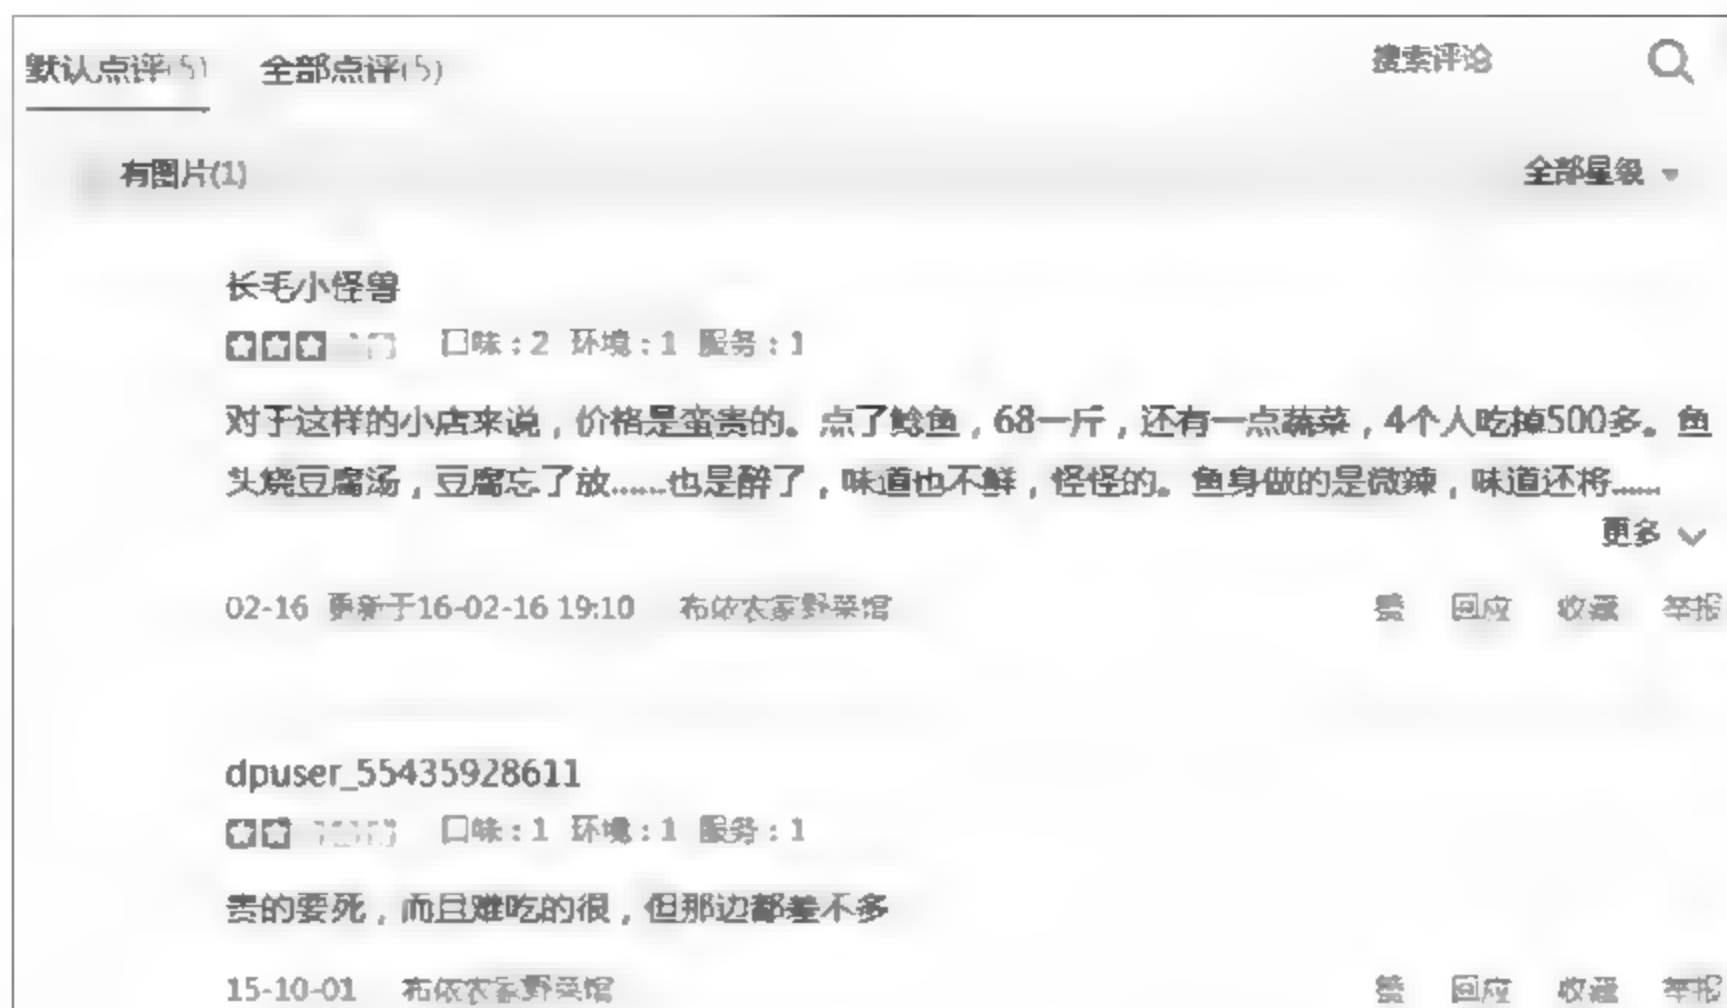 默认点评(5) 全部点评(5) 搜索评论
有图片(1) 全部星级
长毛小怪兽
口味：2 环境：1 服务：1
对于这样的小店来说，价格是蛮贵的。点了鲶鱼，68一斤，还有一点蔬菜，4个人吃掉500多。鱼
头烧豆腐汤，豆腐忘了放......也是醉了，味道也不鲜，怪怪的。鱼身做的是微辣，味道还将......
更多
02-16 更新于16-02-16 19:10 布依农家野菜馆
赞 回应 收藏 举报
dpuser_55435928611
口味：1 环境：1 服务：1
贵的要死，而且难吃的很，但那边都差不多
15-10-01 布依农家野菜馆
赞 回应 收藏 举报